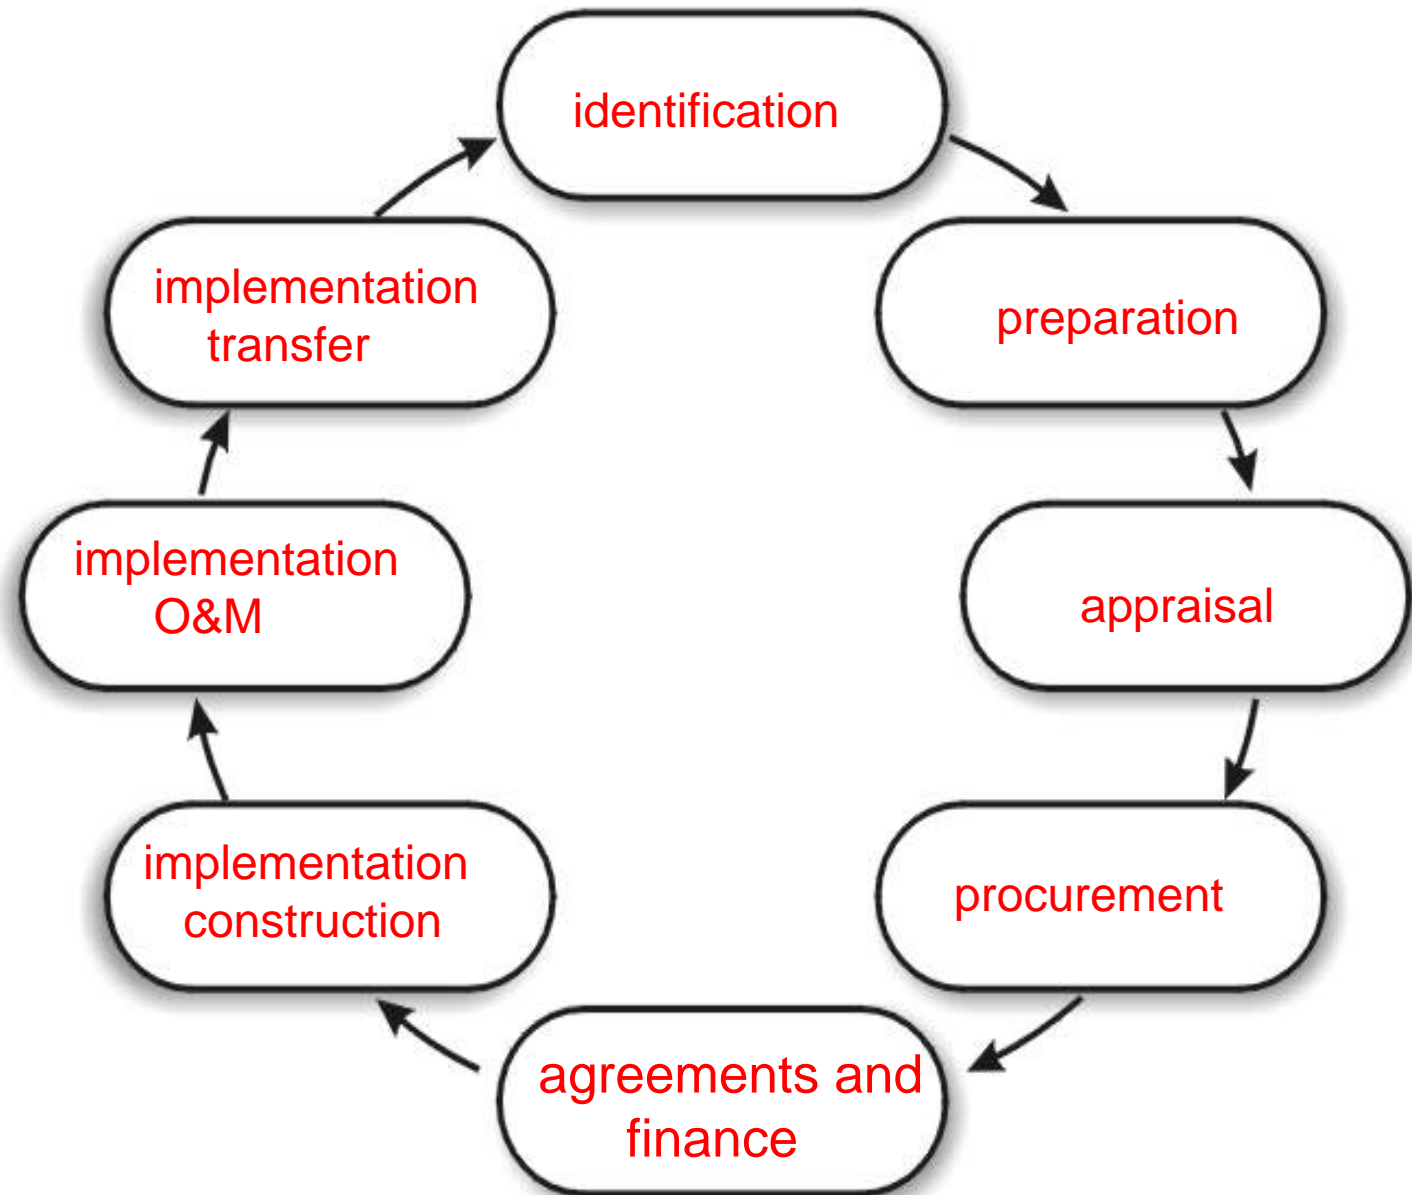 identification
preparation
appraisal
procurement
agreements and
finance
implementation
construction
implementation
O&M
implementation
transfer